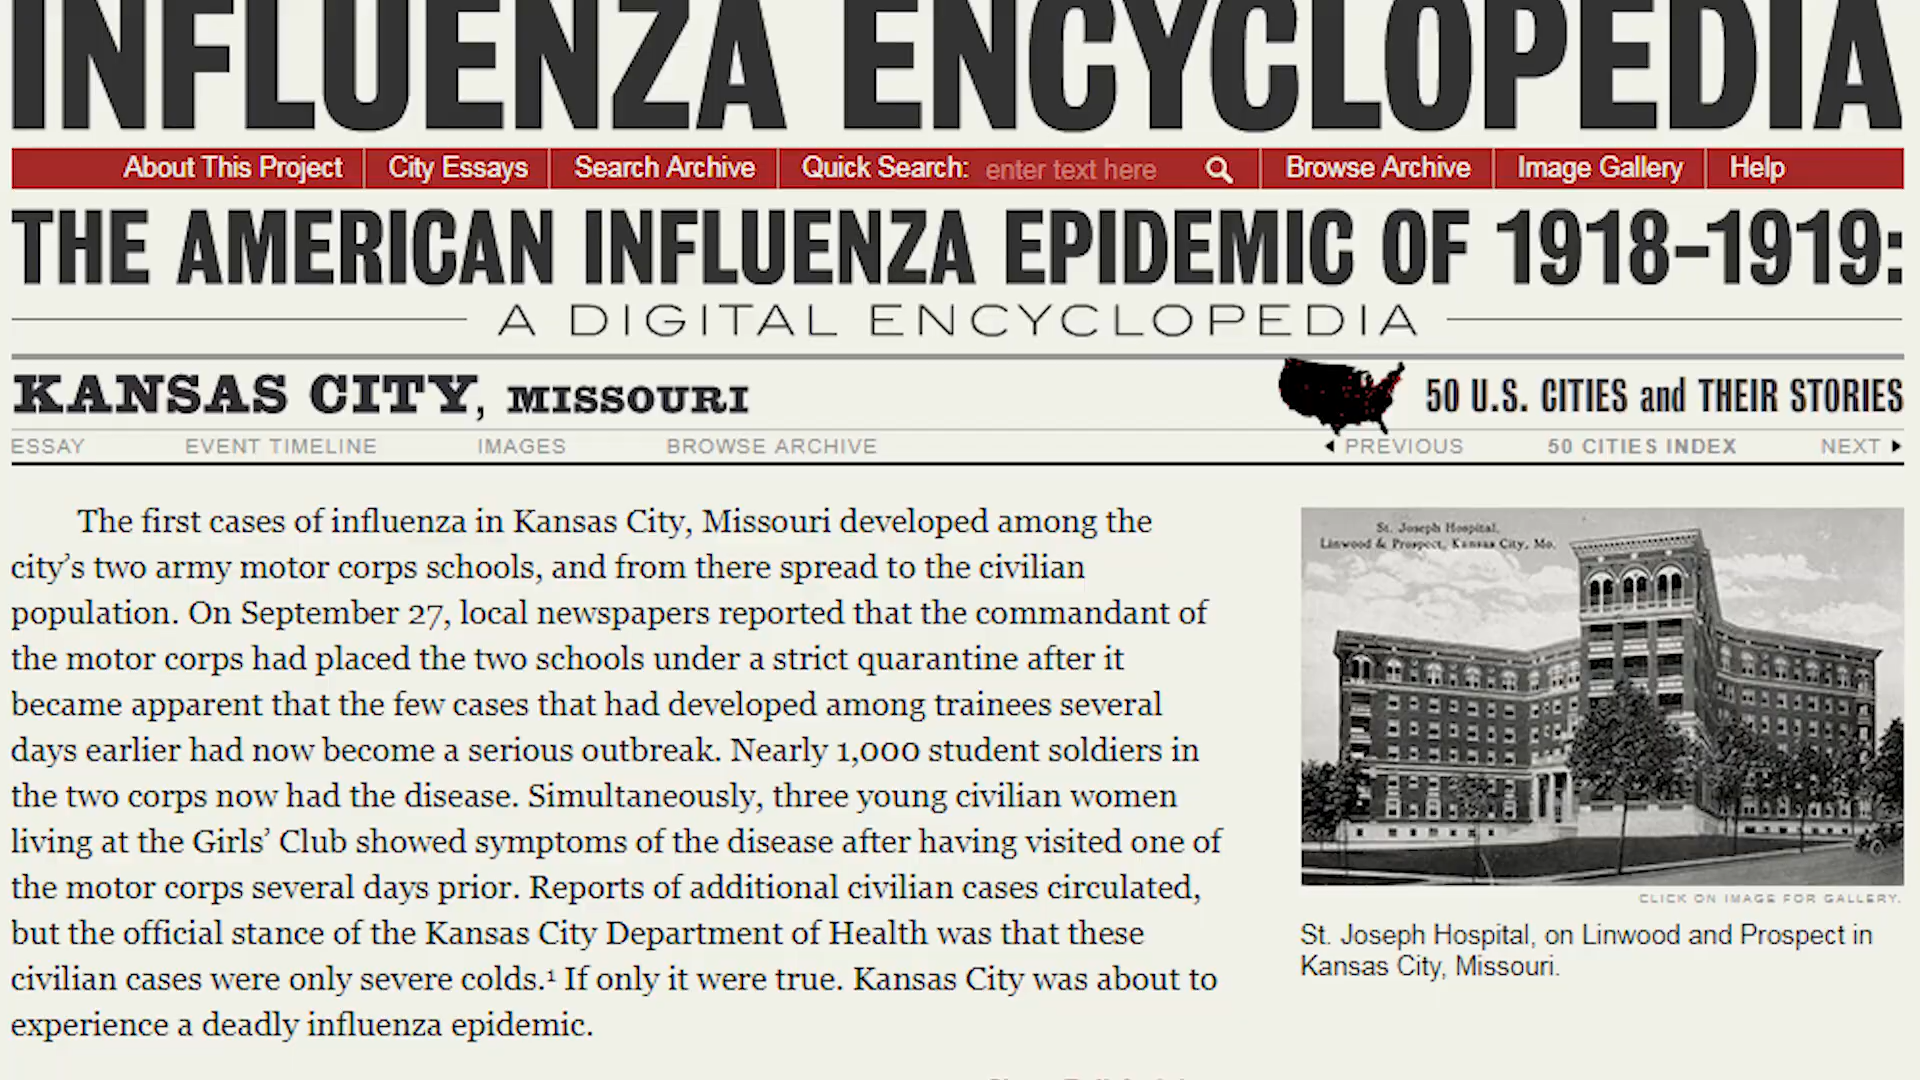 INFLUENZA ENCYCLOPEDIA
About This Project City Essays Search Archive Quick Search: enter text here Browse Archive Image Gallery Help
THE AMERICAN INFLUENZA EPIDEMIC OF 1918-1919:
A DIGITAL ENCYCLOPEDIA
KANSAS CITY, MISSOURI
50 U.S. CITIES and THEIR STORIES
ESSAY EVENT TIMELINE IMAGES BROWSE ARCHIVE
PREVIOUS 50 CITIES INDEX NEXT
The first cases of influenza in Kansas City, Missouri developed among the
city's two army motor corps schools, and from there spread to the civilian
population. On September 27, local newspapers reported that the commandant of
the motor corps had placed the two schools under a strict quarantine after it
became apparent that the few cases that had developed among trainees several
days earlier had now become a serious outbreak. Nearly 1,000 student soldiers in
the two corps now had the disease. Simultaneously, three young civilian women
living at the Girls' Club showed symptoms of the disease after having visited one of
the motor corps several days prior. Reports of additional civilian cases circulated,
but the official stance of the Kansas City Department of Health was that these
civilian cases were only severe colds.¹ If only it were true. Kansas City was about to
experience a deadly influenza epidemic.
St. Joseph Hospital,
Linwood & Prospect, Kansas City, Mo.
CLICK ON IMAGE FOR GALLERY.
St. Joseph Hospital, on Linwood and Prospect in
Kansas City, Missouri.